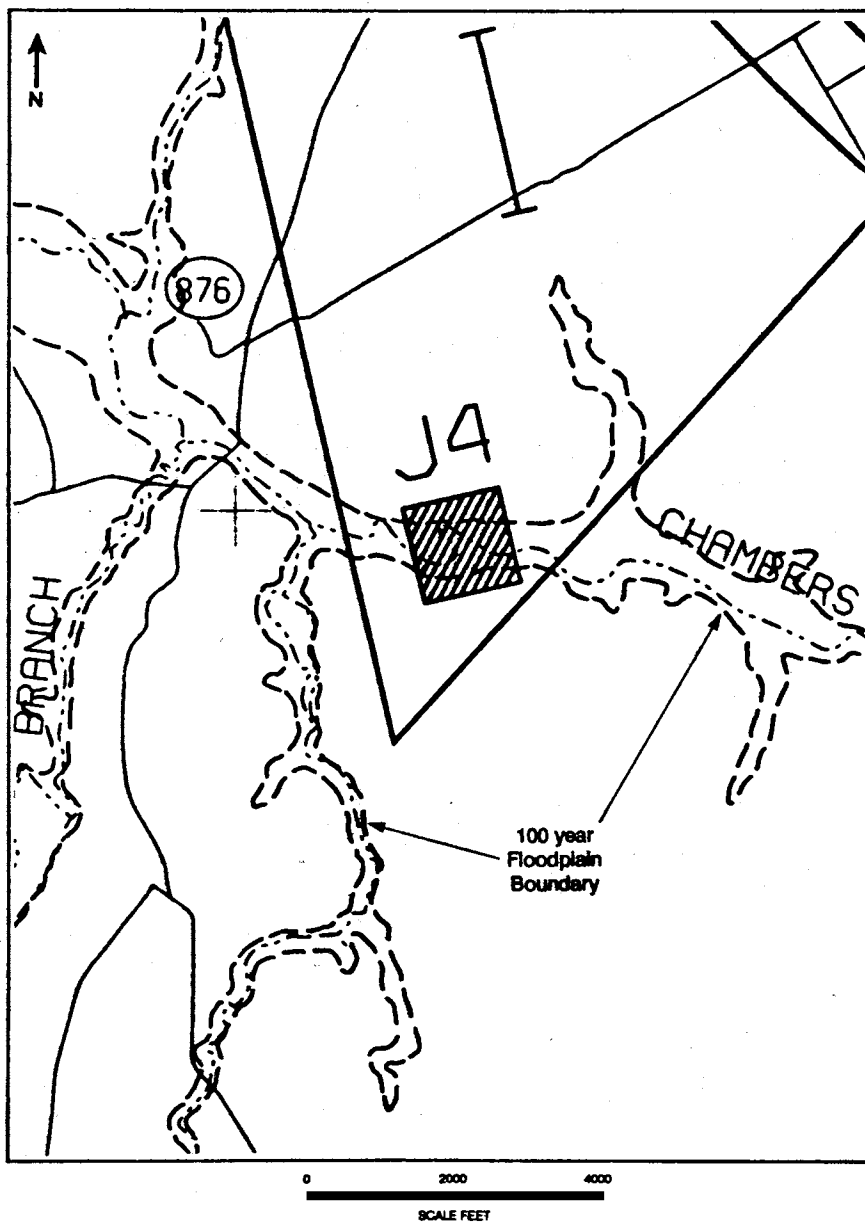 N
876
J4
CHAMBERS
BRANCH
100 year
Floodplain
Boundary
0 2000 4000
SCALE FEET